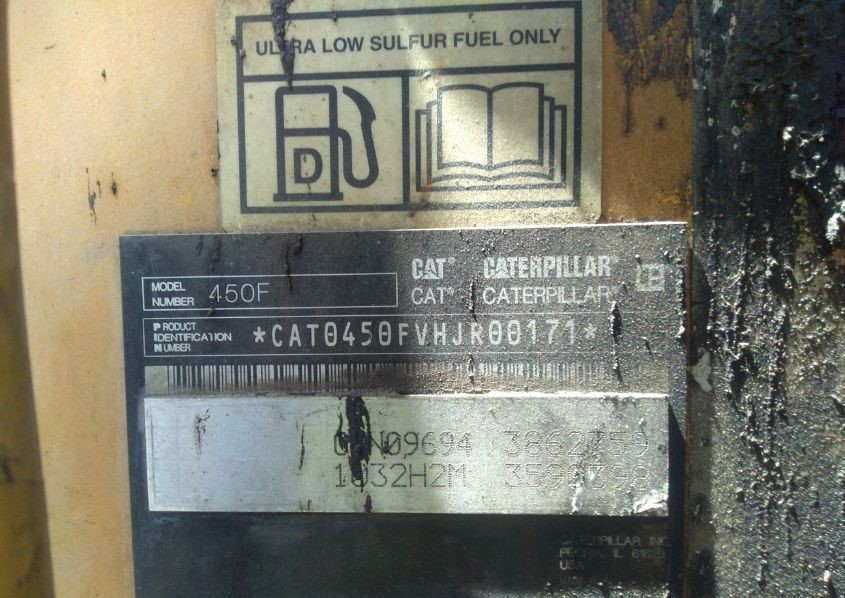 ULTRA LOW SULFUR FUEL ONLY
D
CAT® CATERPILLAR®
MODEL NUMBER 450F
CAT® CATERPILLAR®
PRODUCT IDENTIFICATION NUMBER *CAT0450FVHJR00171*
CATERPILLAR INC.
PEORIA, IL
USA